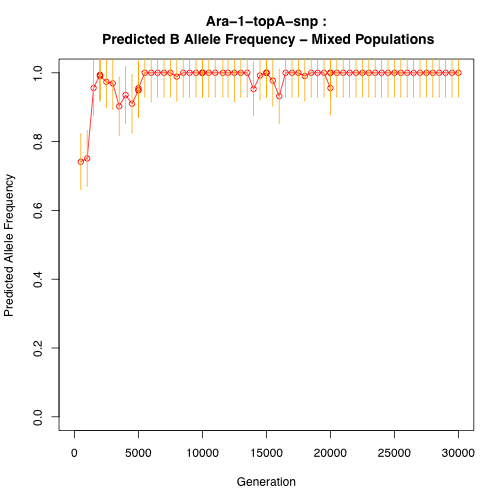 Ara−1−topA−snp :
Predicted B Allele Frequency − Mixed Populations
Predicted Allele Frequency
1.0
0.8
0.6
0.4
0.2
0.0
0 5000 10000 15000 20000 25000 30000
Generation